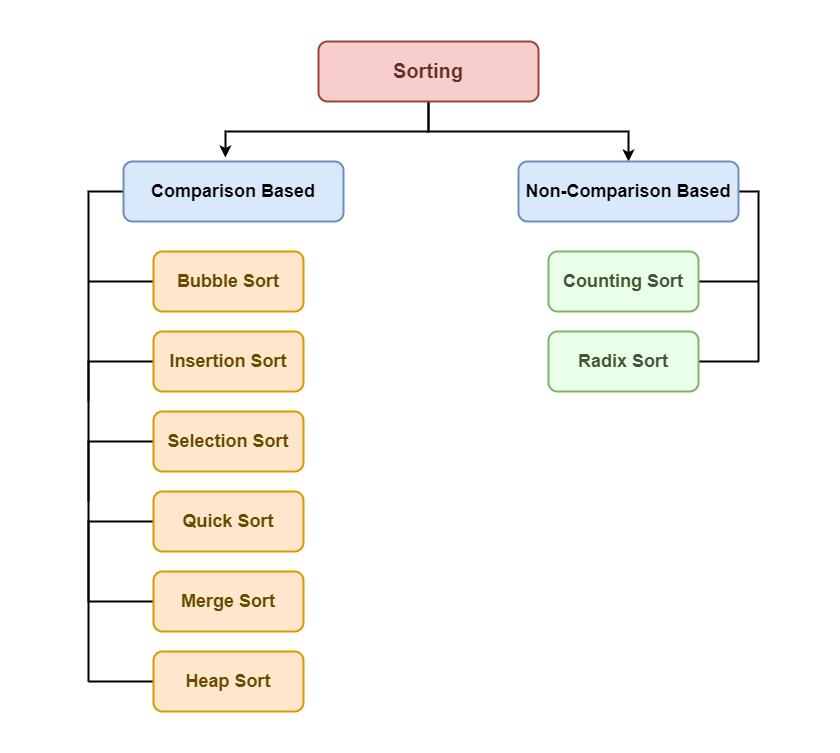 Sorting
Comparison Based
Non-Comparison Based
Bubble Sort
Counting Sort
Insertion Sort
Radix Sort
Selection Sort
Quick Sort
Merge Sort
Heap Sort